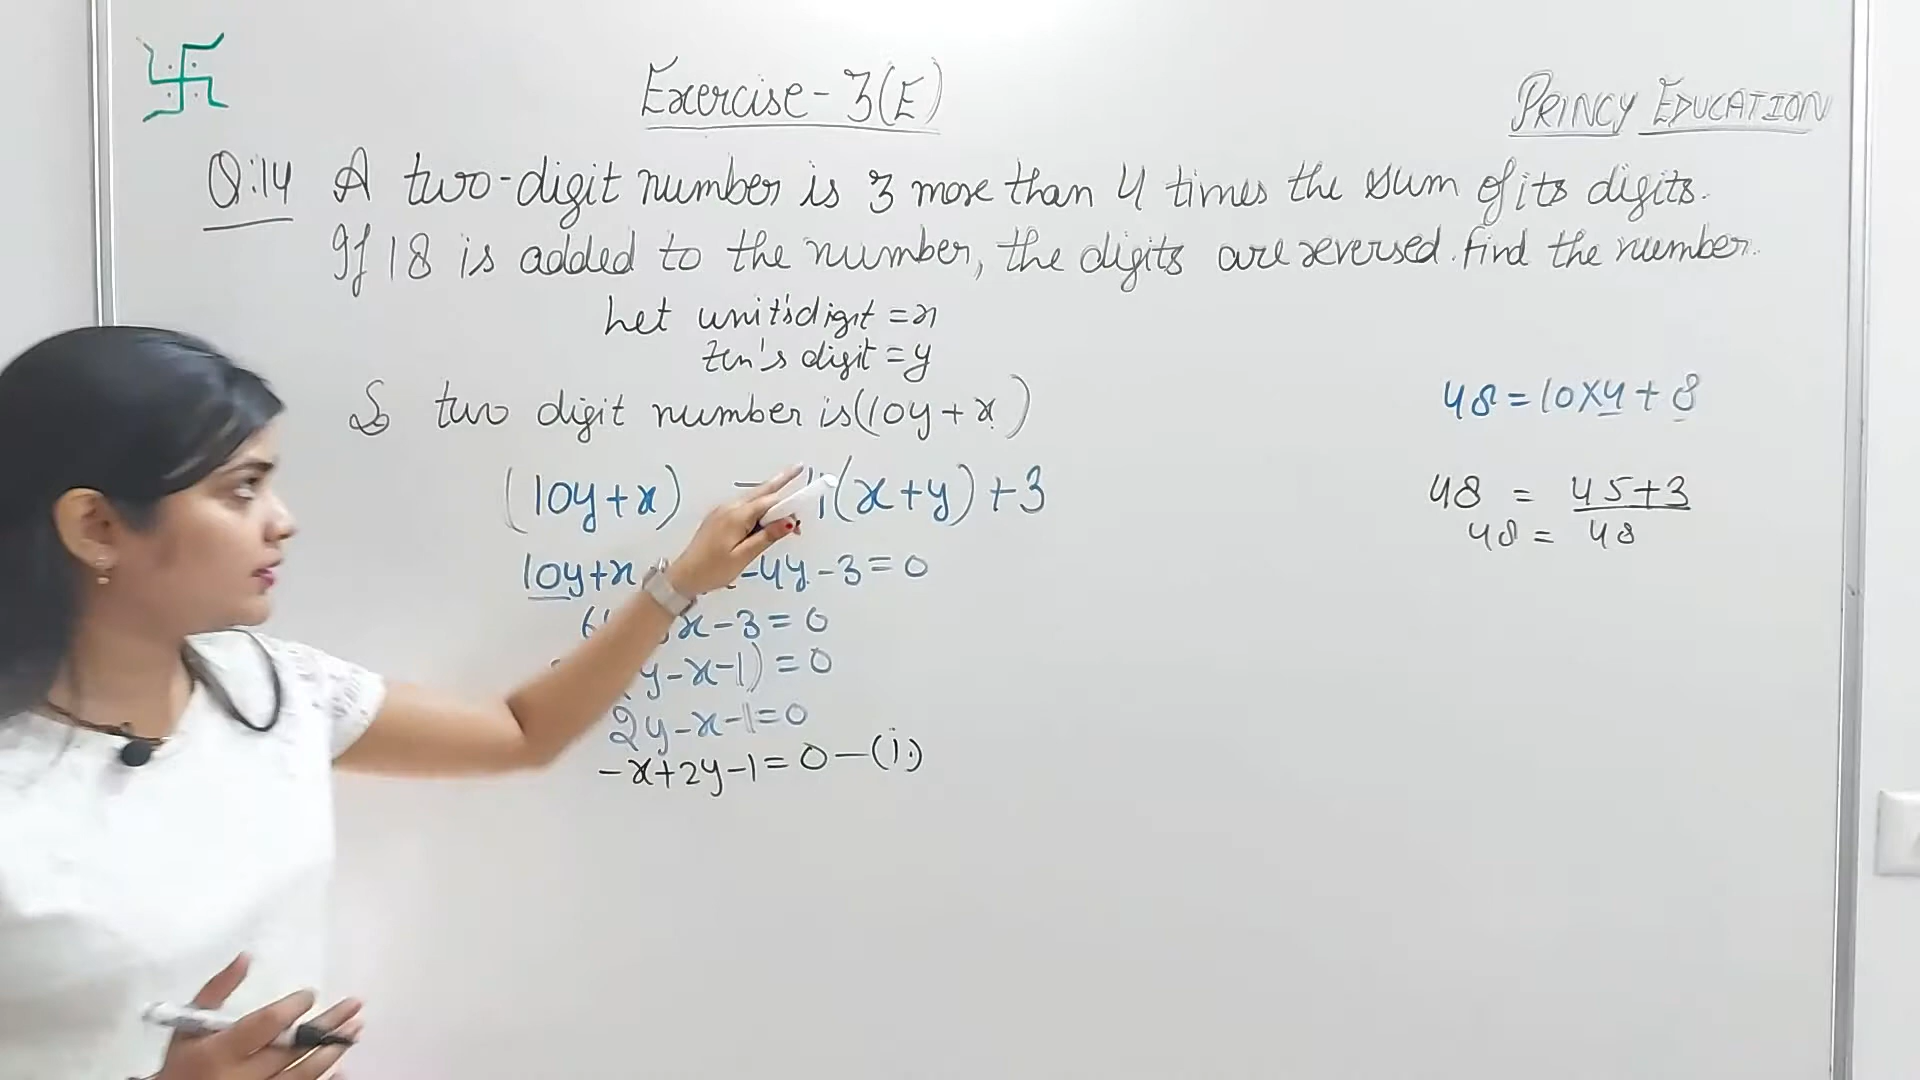 Exercise-3(E)
PRINCY EDUCATION
Q:14 A two-digit number is 3 more than 4 times the sum of its digits.
If 18 is added to the number, the digits are reversed. find the number.
Let unit's digit = x
ten's digit = y
So two digit number is (10y + x)
48 = 10×4 + 8
(10y + x) = 4(x + y) + 3
48 = 45+3
48 = 48
10y+x -4y-3=0
x-3=0
y-x-1)=0
2y-x-1=0
-x+2y-1=0 —(i)